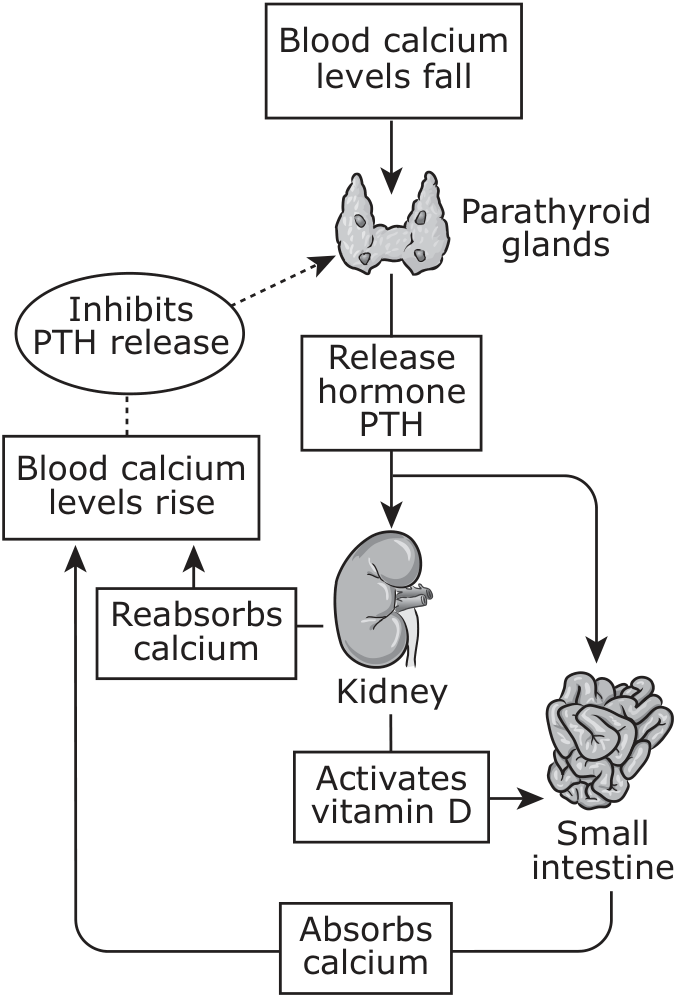 Blood calcium
levels fall
Parathyroid
glands
Inhibits
PTH release
Release
hormone
PTH
Blood calcium
levels rise
Reabsorbs
calcium
Kidney
Activates
vitamin D
Small
intestine
Absorbs
calcium